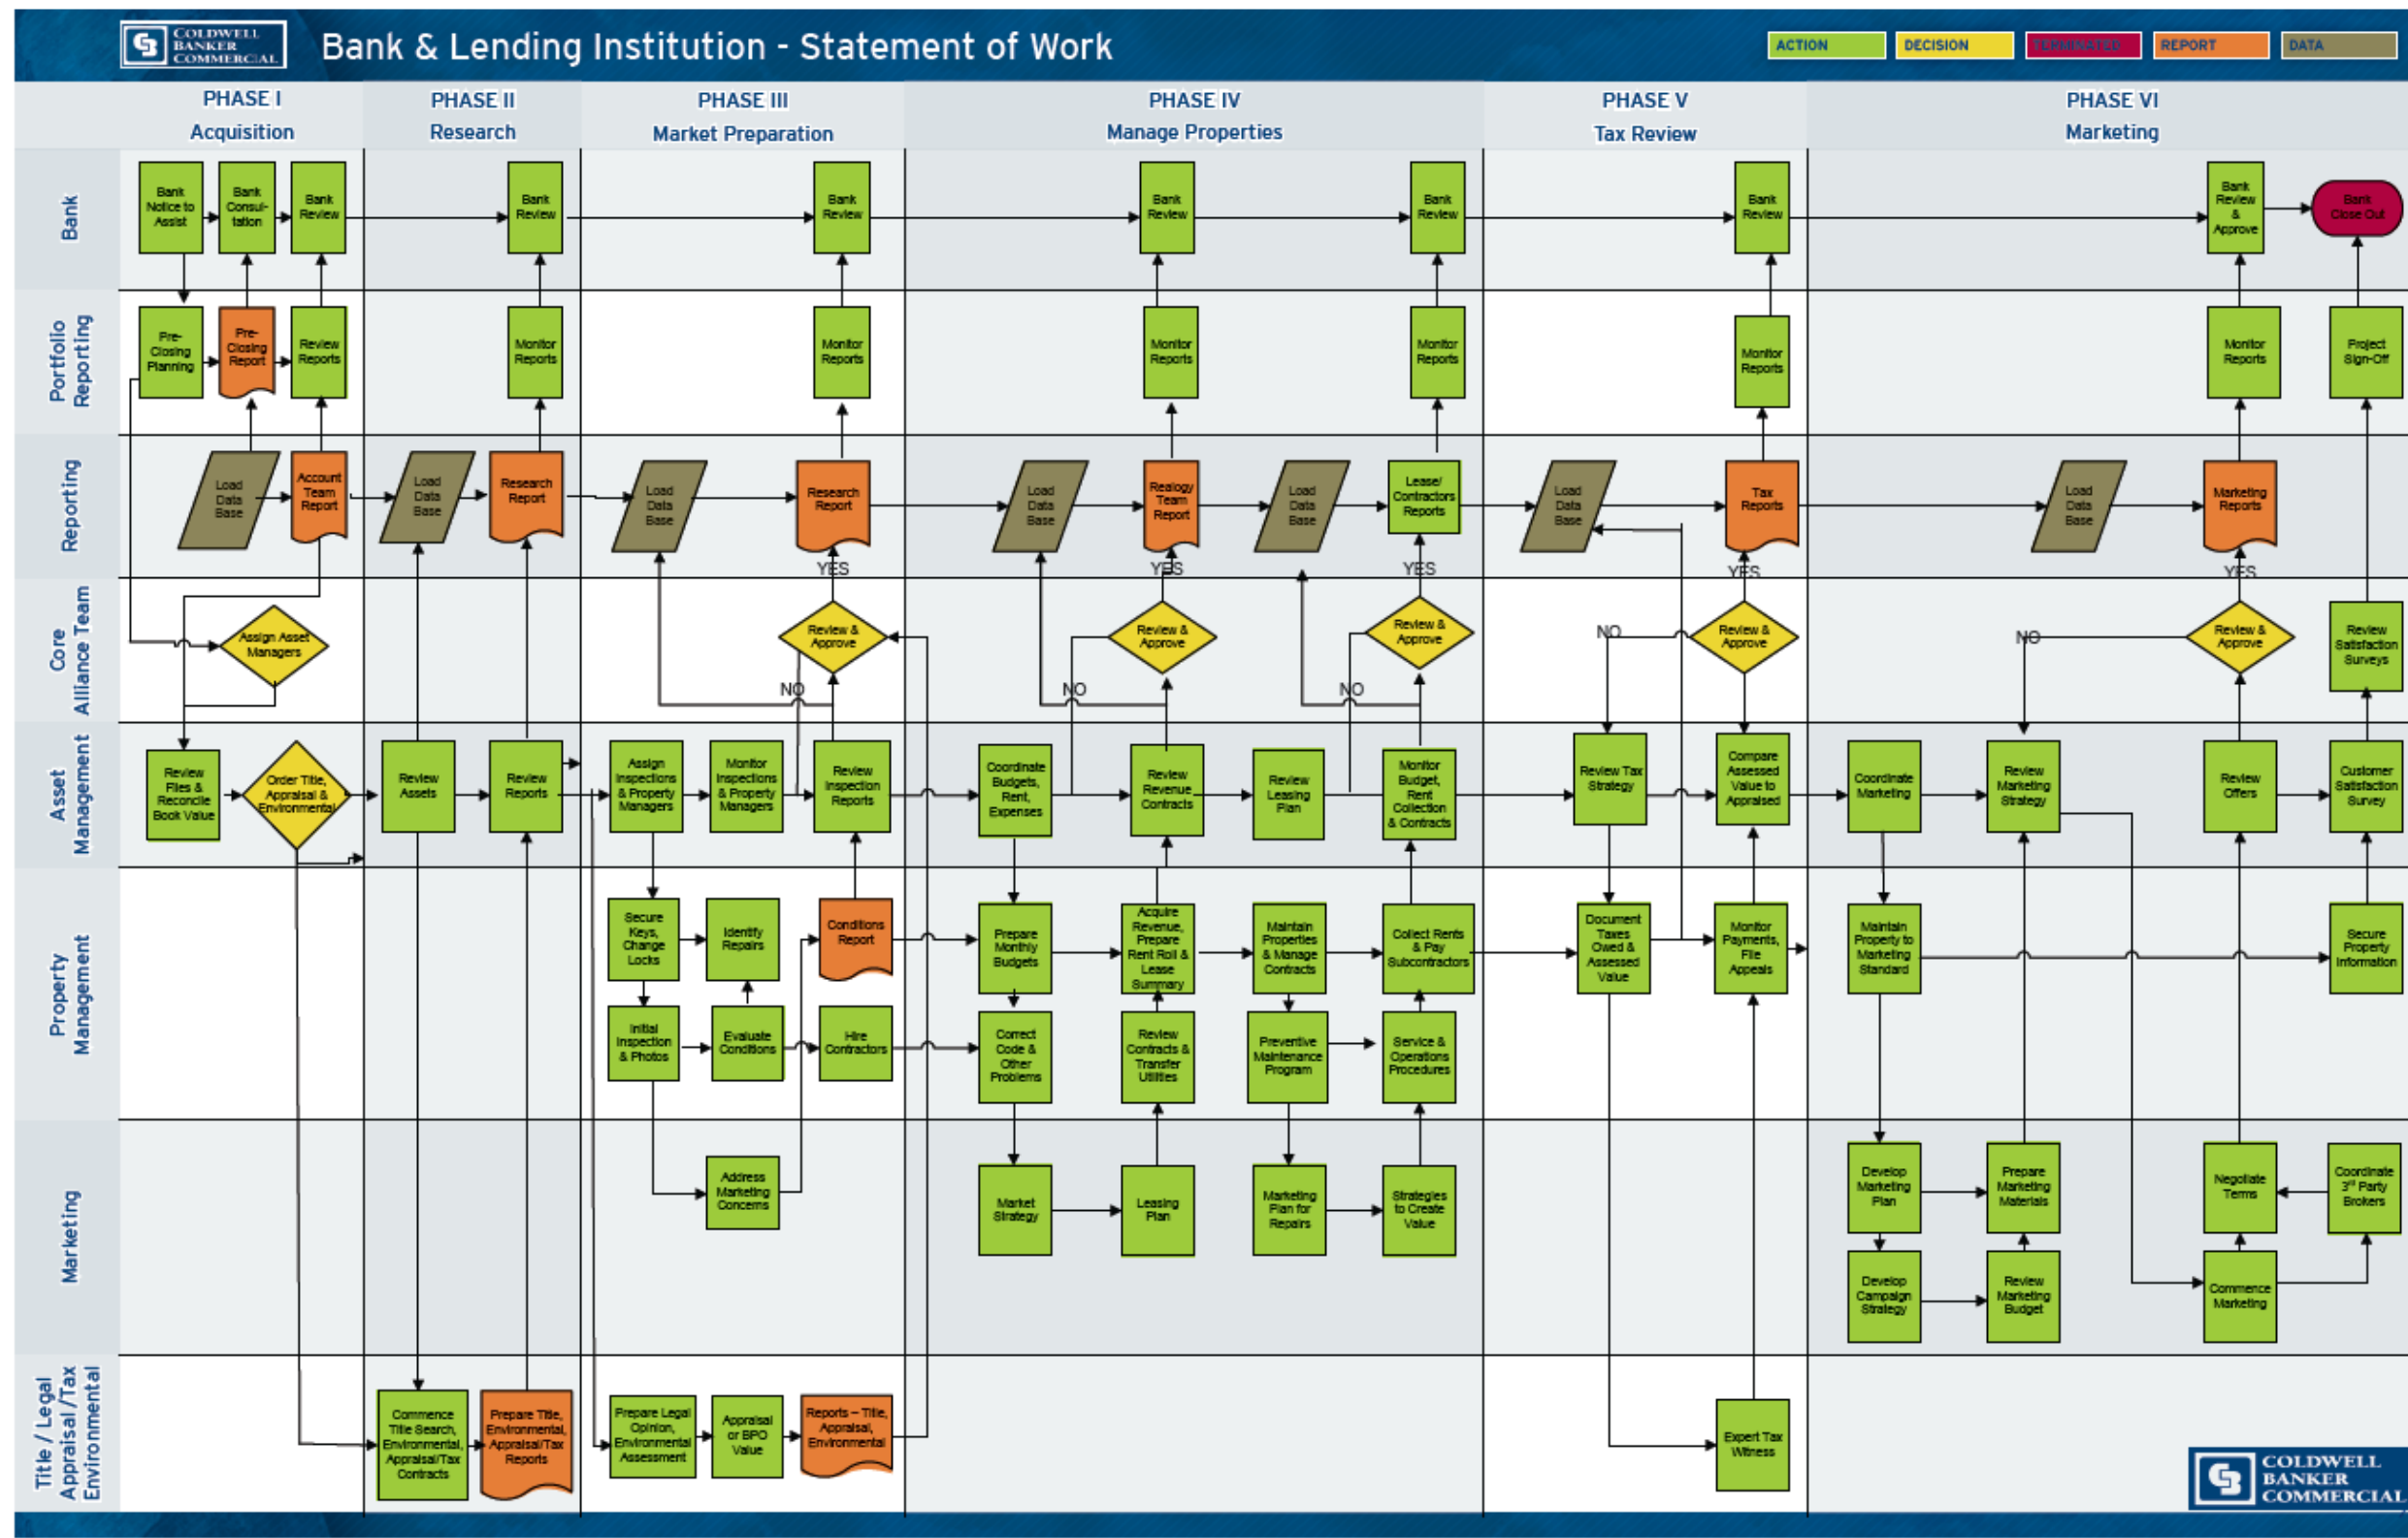 COLDWELL
BANKER
COMMERCIAL
Bank & Lending Institution - Statement of Work
ACTION
DECISION
TERMINATED
REPORT
DATA
PHASE I
Acquisition
PHASE II
Research
PHASE III
Market Preparation
PHASE IV
Manage Properties
PHASE V
Tax Review
PHASE VI
Marketing
Bank
Bank
Notice to
Assist
Bank
Consul-
tation
Bank
Review
Bank
Review
Bank
Review
Bank
Review
Bank
Review
Bank
Review
Bank
Review
&
Approve
Bank
Close Out
Portfolio
Reporting
Pre-
Closing
Planning
Pre-
Closing
Report
Review
Reports
Monitor
Reports
Monitor
Reports
Monitor
Reports
Monitor
Reports
Monitor
Reports
Monitor
Reports
Project
Sign-Off
Reporting
Load
Data
Base
Account
Team
Report
Load
Data
Base
Research
Report
Load
Data
Base
Research
Report
Load
Data
Base
Realogy
Team
Report
Load
Data
Base
Lease/
Contractors
Reports
Load
Data
Base
Tax
Reports
Load
Data
Base
Marketing
Reports
YES
YES
YES
YES
YES
Core
Alliance Team
Assign Asset
Managers
Review &
Approve
NO
Review &
Approve
NO
Review &
Approve
NO
NO
Review &
Approve
NO
Review &
Approve
Review
Satisfaction
Surveys
Asset
Management
Review
Files &
Reconcile
Book Value
Order Title,
Appraisal &
Environmental
Review
Assets
Review
Reports
Assign
Inspections
& Property
Managers
Monitor
Inspections
& Property
Managers
Review
Inspection
Reports
Coordinate
Budgets,
Rent,
Expenses
Review
Revenue
Contracts
Review
Leasing
Plan
Monitor
Budget,
Rent
Collection
& Contracts
Review Tax
Strategy
Compare
Assessed
Value to
Appraised
Coordinate
Marketing
Review
Marketing
Strategy
Review
Offers
Customer
Satisfaction
Survey
Property
Management
Secure
Keys,
Change
Locks
Identify
Repairs
Conditions
Report
Prepare
Monthly
Budgets
Acquire
Revenue,
Prepare
Rent Roll &
Lease
Summary
Maintain
Properties
& Manage
Contracts
Collect Rents
& Pay
Subcontractors
Document
Taxes
Owed &
Assessed
Value
Monitor
Payments,
File
Appeals
Maintain
Property to
Marketing
Standard
Secure
Property
Information
Initial
Inspection
& Photos
Evaluate
Conditions
Hire
Contractors
Correct
Code &
Other
Problems
Review
Contracts &
Transfer
Utilities
Preventive
Maintenance
Program
Service &
Operations
Procedures
Marketing
Address
Marketing
Concerns
Market
Strategy
Leasing
Plan
Marketing
Plan for
Repairs
Strategies
to Create
Value
Develop
Marketing
Plan
Prepare
Marketing
Materials
Negotiate
Terms
Coordinate
3rd Party
Brokers
Develop
Campaign
Strategy
Review
Marketing
Budget
Commence
Marketing
Title / Legal
Appraisal/Tax
Environmental
Commence
Title Search,
Environmental,
Appraisal/Tax
Contracts
Prepare Title,
Environmental,
Appraisal/Tax
Reports
Prepare Legal
Opinion,
Environmental
Assessment
Appraisal
or BPO
Value
Reports – Title,
Appraisal,
Environmental
Expert Tax
Witness
COLDWELL
BANKER
COMMERCIAL